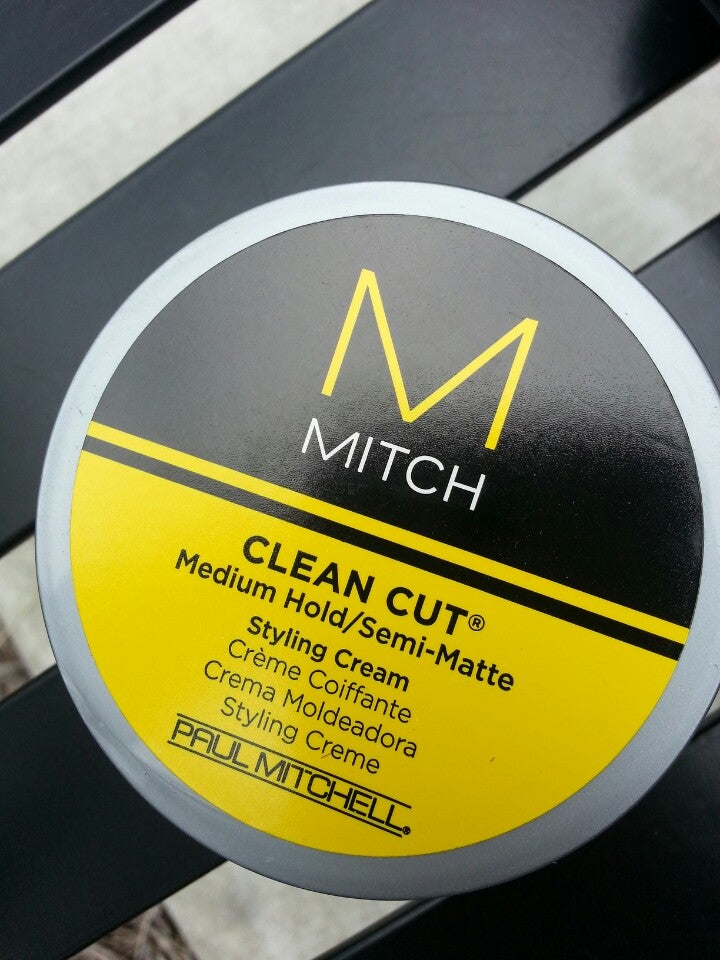 M
MITCH
CLEAN CUT®
Medium Hold/Semi-Matte
Styling Cream
Crème Coiffante
Crema Moldeadora
Styling Creme
PAUL MITCHELL®